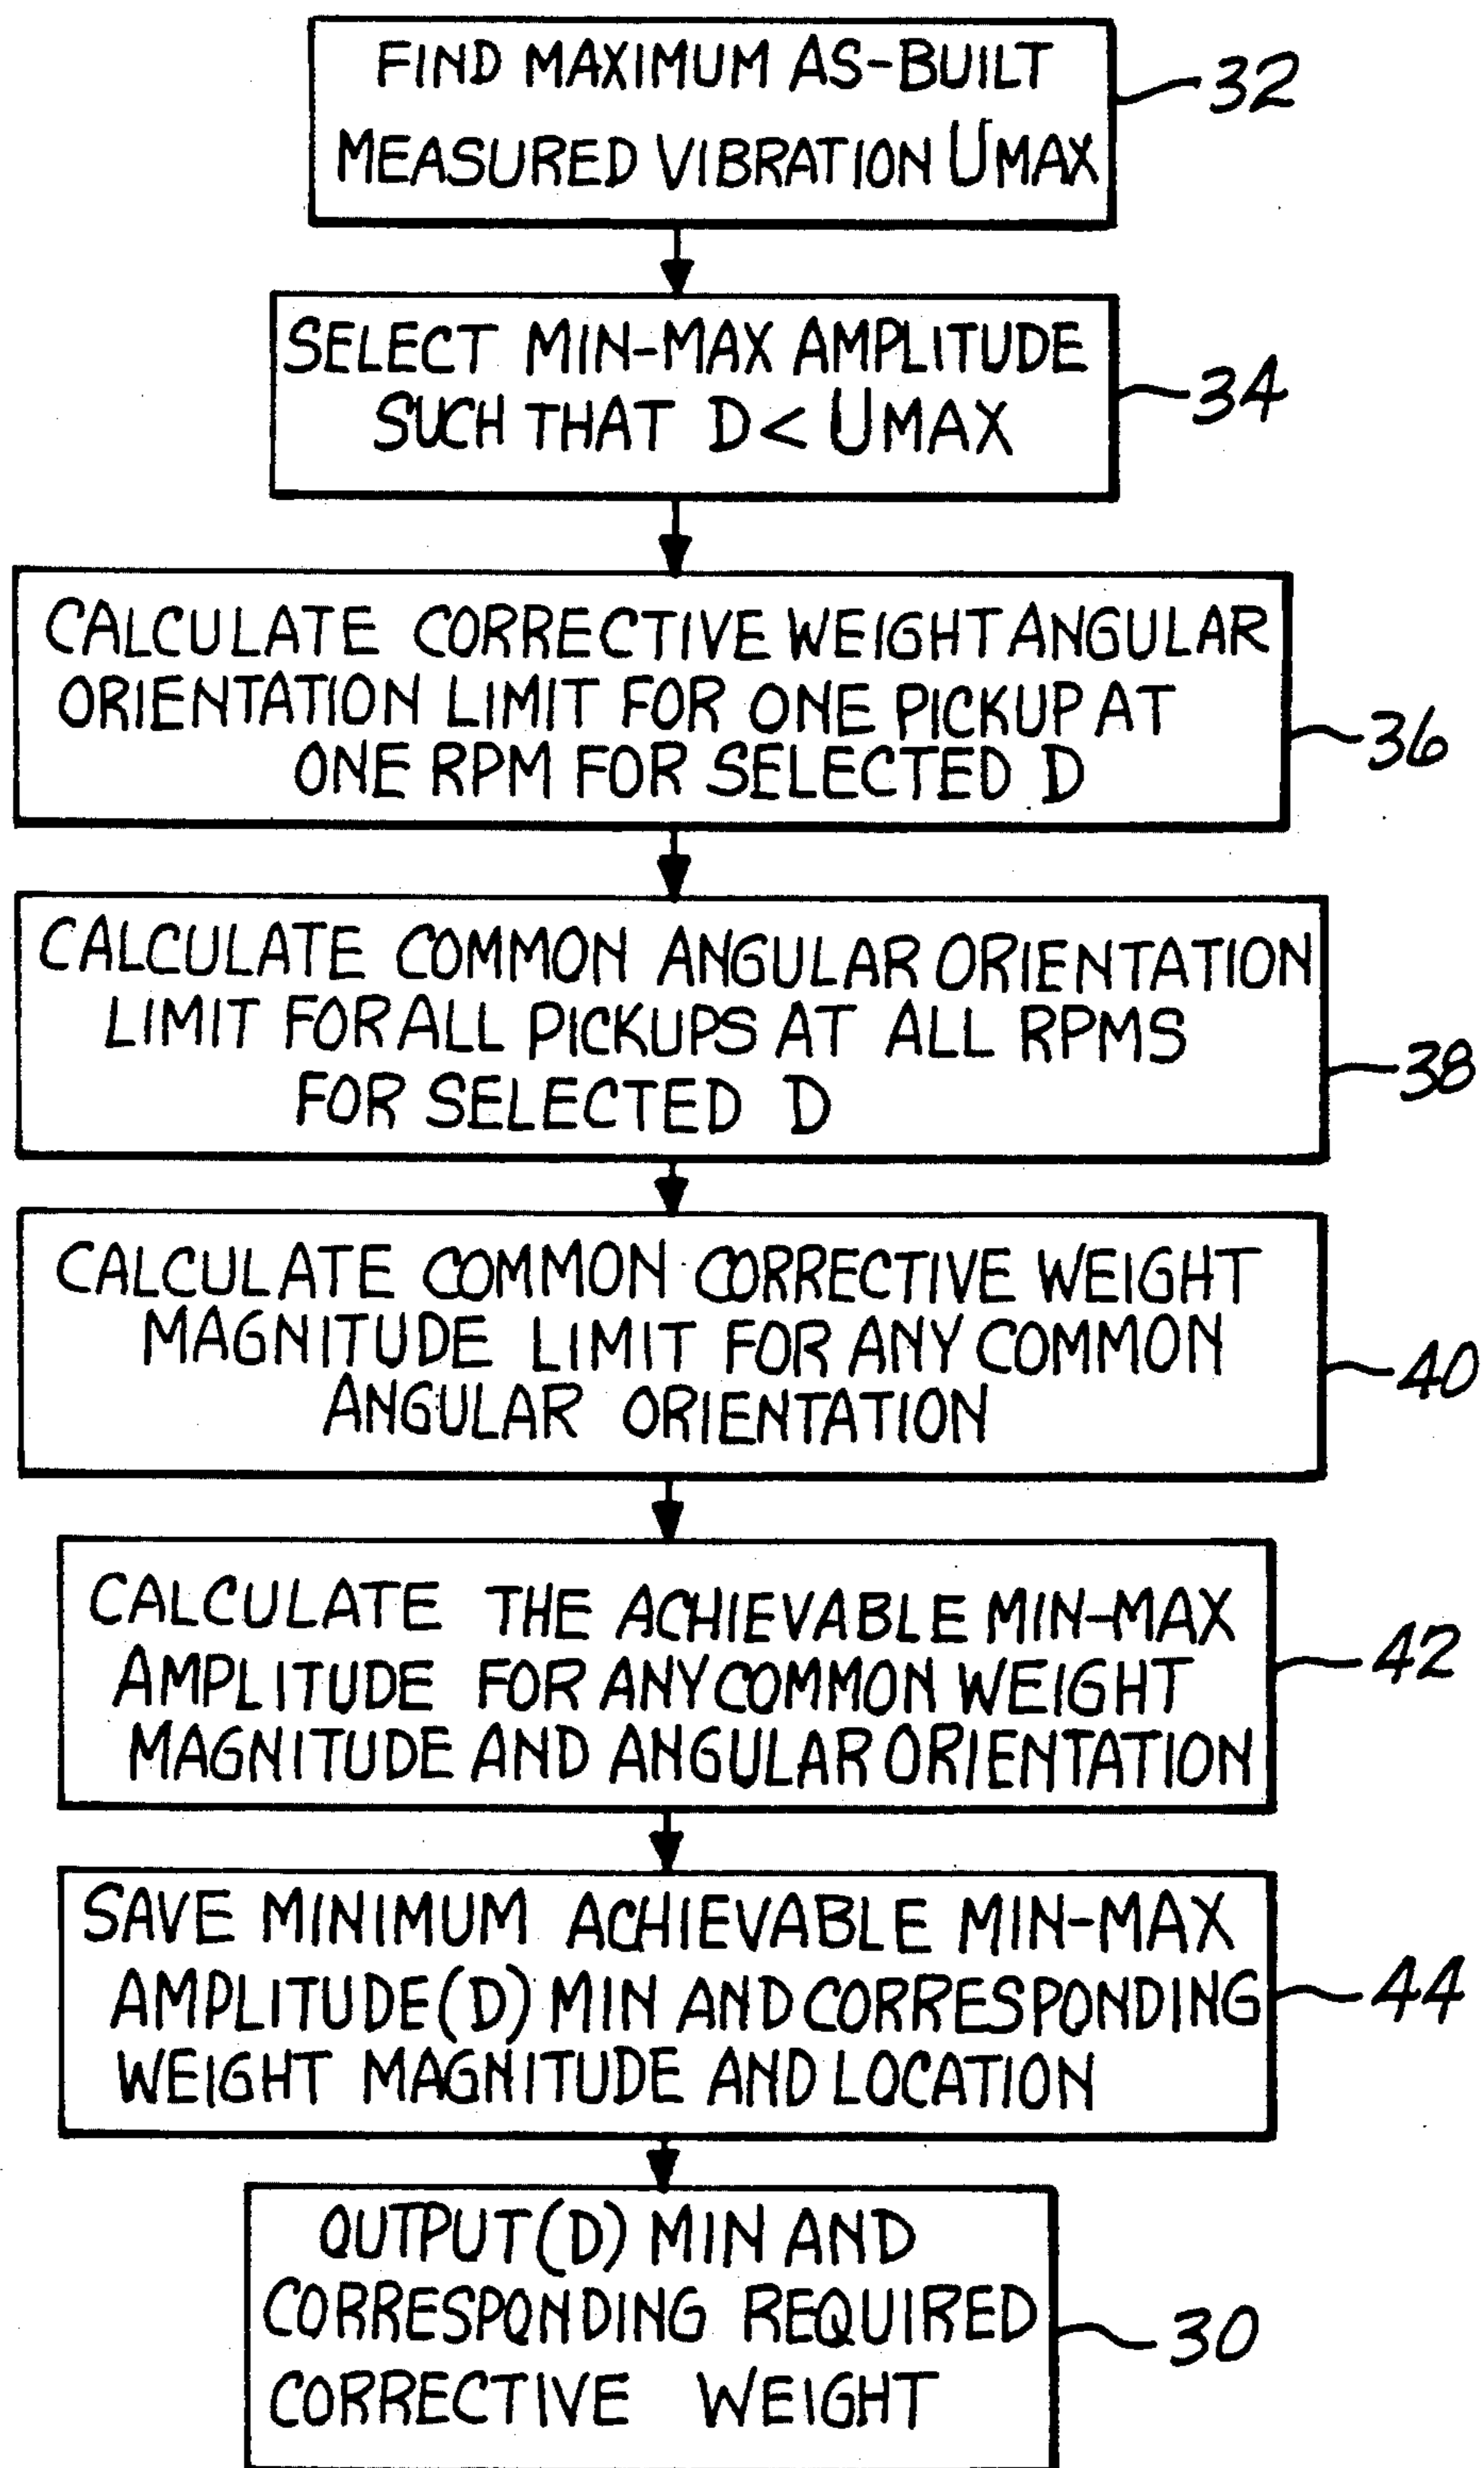 FIND MAXIMUM AS-BUILT
MEASURED VIBRATION UMAX
32
SELECT MIN-MAX AMPLITUDE
SUCH THAT D < UMAX
34
CALCULATE CORRECTIVE WEIGHT ANGULAR
ORIENTATION LIMIT FOR ONE PICKUP AT
ONE RPM FOR SELECTED D
36
CALCULATE COMMON ANGULAR ORIENTATION
LIMIT FOR ALL PICKUPS AT ALL RPMS
FOR SELECTED D
38
CALCULATE COMMON CORRECTIVE WEIGHT
MAGNITUDE LIMIT FOR ANY COMMON
ANGULAR ORIENTATION
40
CALCULATE THE ACHIEVABLE MIN-MAX
AMPLITUDE FOR ANY COMMON WEIGHT
MAGNITUDE AND ANGULAR ORIENTATION
42
SAVE MINIMUM ACHIEVABLE MIN-MAX
AMPLITUDE (D) MIN AND CORRESPONDING
WEIGHT MAGNITUDE AND LOCATION
44
OUTPUT (D) MIN AND
CORRESPONDING REQUIRED
CORRECTIVE WEIGHT
30